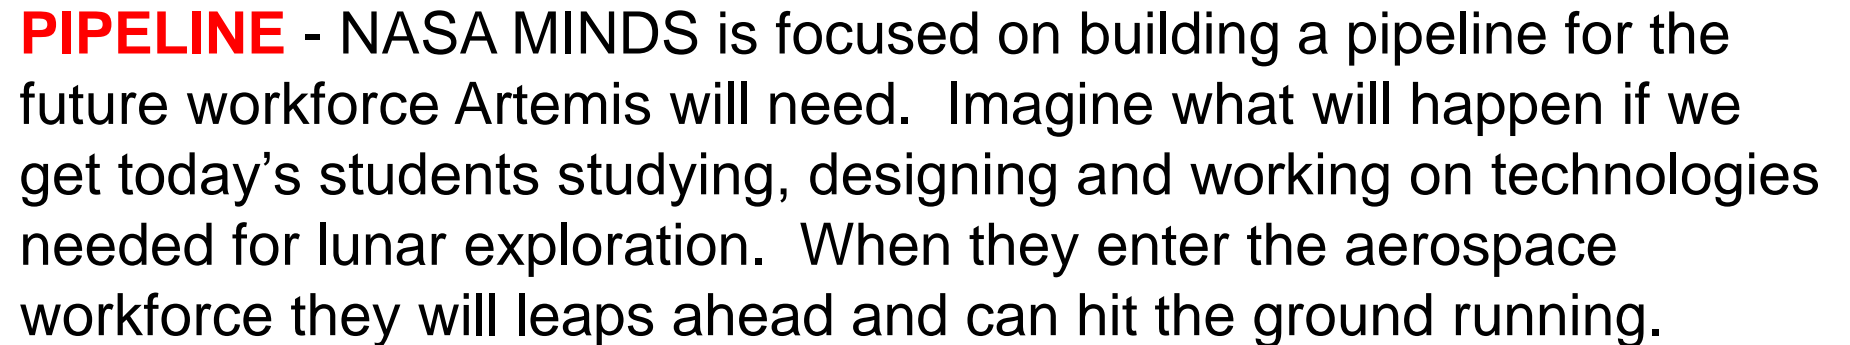 PIPELINE - NASA MINDS is focused on building a pipeline for the
future workforce Artemis will need.  Imagine what will happen if we
get today’s students studying, designing and working on technologies
needed for lunar exploration.  When they enter the aerospace
workforce they will leaps ahead and can hit the ground running.